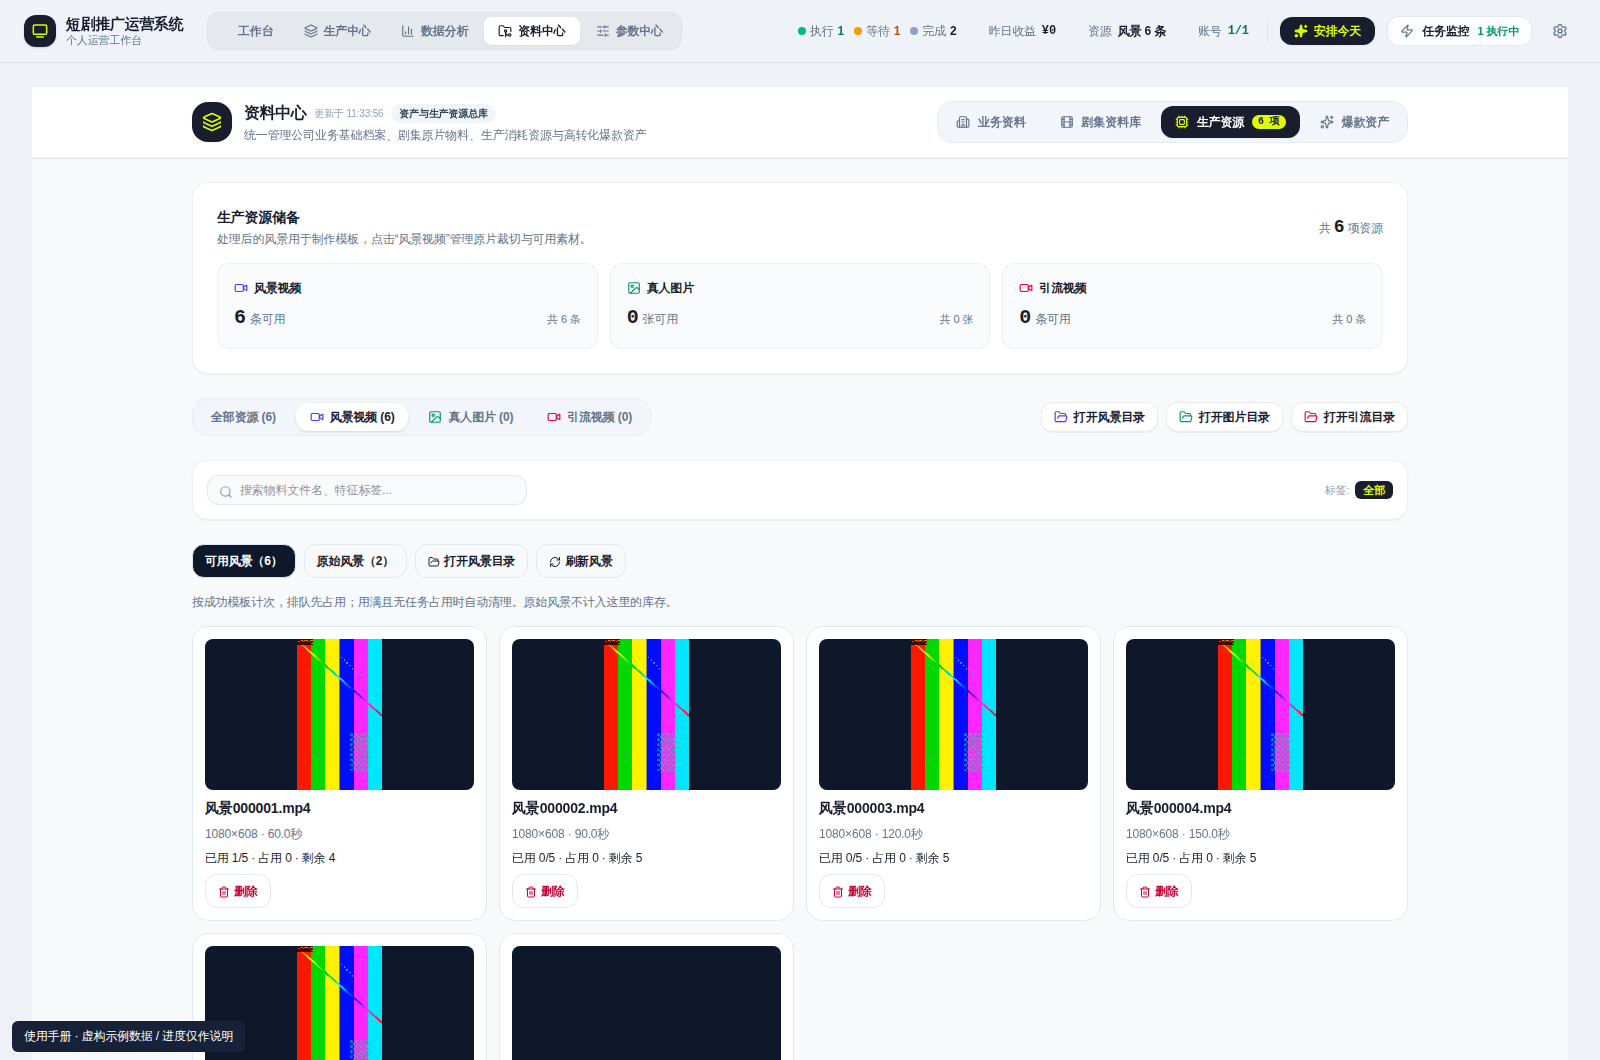 短剧推广运营系统
个人运营工作台
工作台 生产中心 数据分析 资料中心 参数中心
执行 1 等待 1 完成 2 昨日收益 ¥0 资源 风景 6 条 账号 1/1 安排今天 任务监控 1 执行中
资料中心 更新于 11:33:56 资产与生产资源总库
统一管理公司业务基础档案、剧集原片物料、生产消耗资源与高转化爆款资产
业务资料 剧集资料库 生产资源 6 项 爆款资产
生产资源储备
处理后的风景用于制作模板，点击“风景视频”管理原片裁切与可用素材。
共 6 项资源
风景视频
6 条可用 共 6 条
真人图片
0 张可用 共 0 张
引流视频
0 条可用 共 0 条
全部资源 (6) 风景视频 (6) 真人图片 (0) 引流视频 (0)
打开风景目录 打开图片目录 打开引流目录
搜索物料文件名、特征标签...
标签: 全部
可用风景（6） 原始风景（2） 打开风景目录 刷新风景
按成功模板计次，排队先占用；用满且无任务占用时自动清理。原始风景不计入这里的库存。
风景000001.mp4
1080×608 · 60.0秒
已用 1/5 · 占用 0 · 剩余 4
删除
风景000002.mp4
1080×608 · 90.0秒
已用 0/5 · 占用 0 · 剩余 5
删除
风景000003.mp4
1080×608 · 120.0秒
已用 0/5 · 占用 0 · 剩余 5
删除
风景000004.mp4
1080×608 · 150.0秒
已用 0/5 · 占用 0 · 剩余 5
删除
使用手册 · 虚构示例数据 / 进度仅作说明